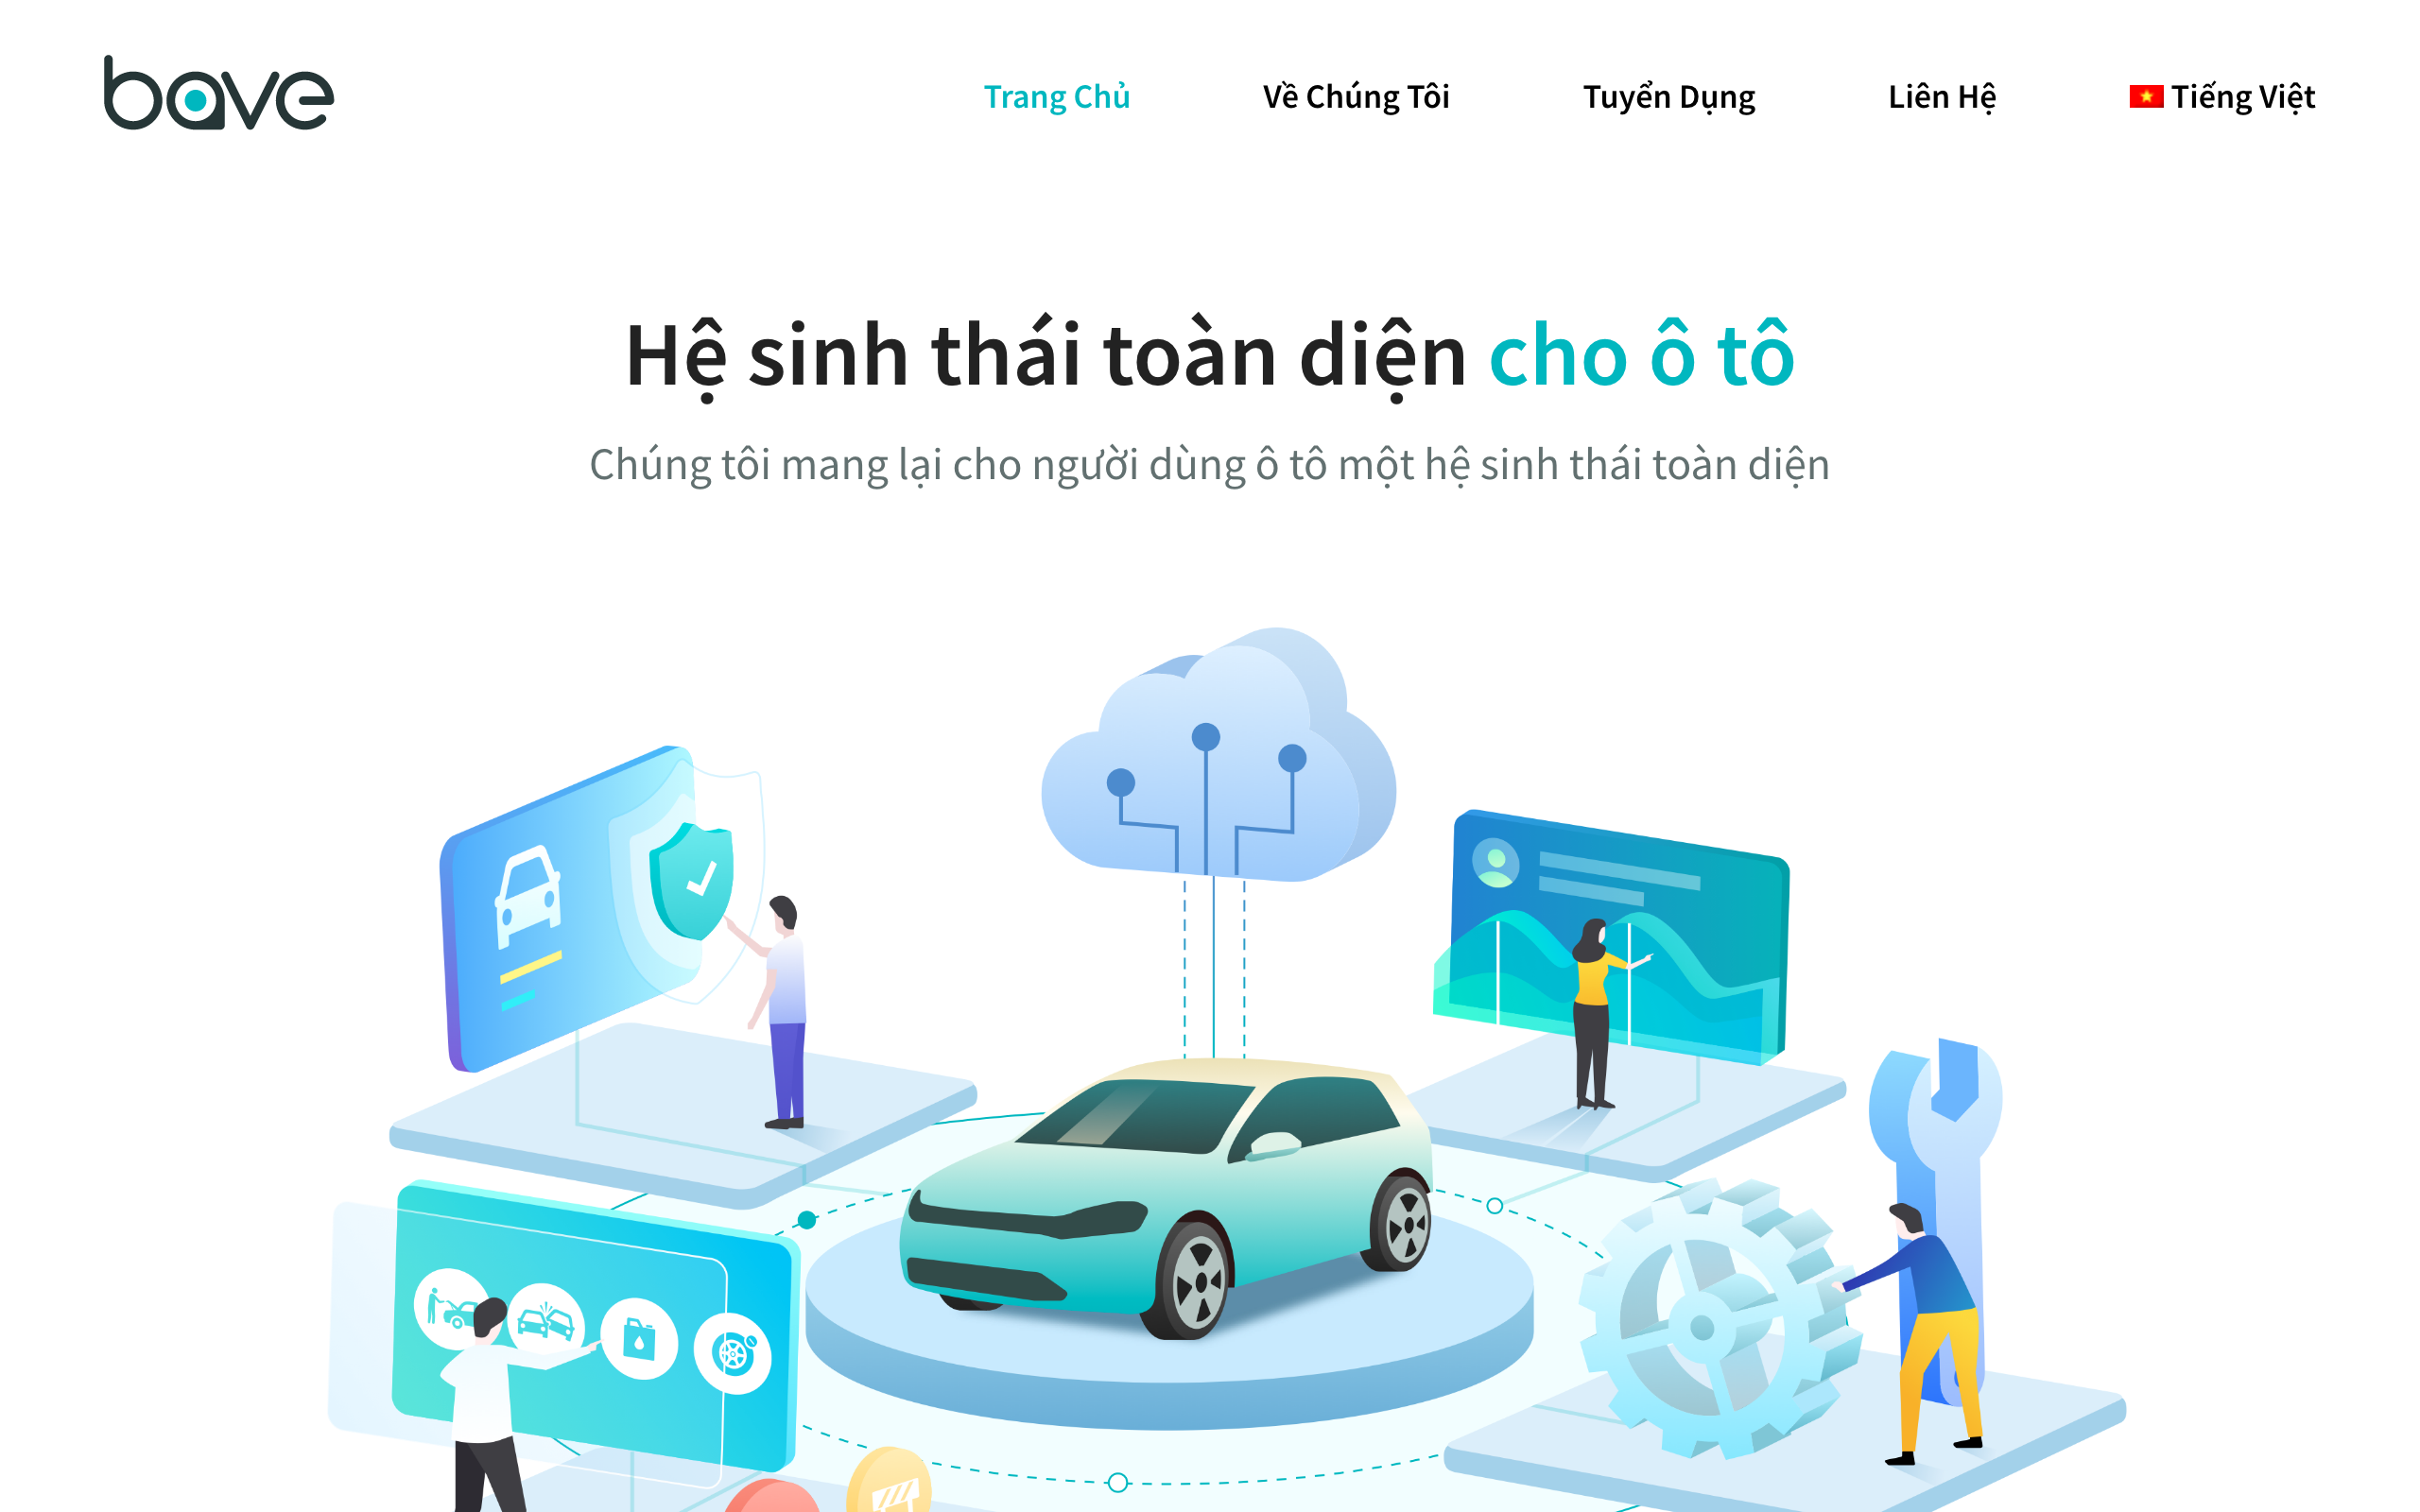 bave
Trang Chủ
Về Chúng Tôi
Tuyển Dụng
Liên Hệ
Tiếng Việt
Hệ sinh thái toàn diện cho ô tô
Chúng tôi mang lại cho người dùng ô tô một hệ sinh thái toàn diện